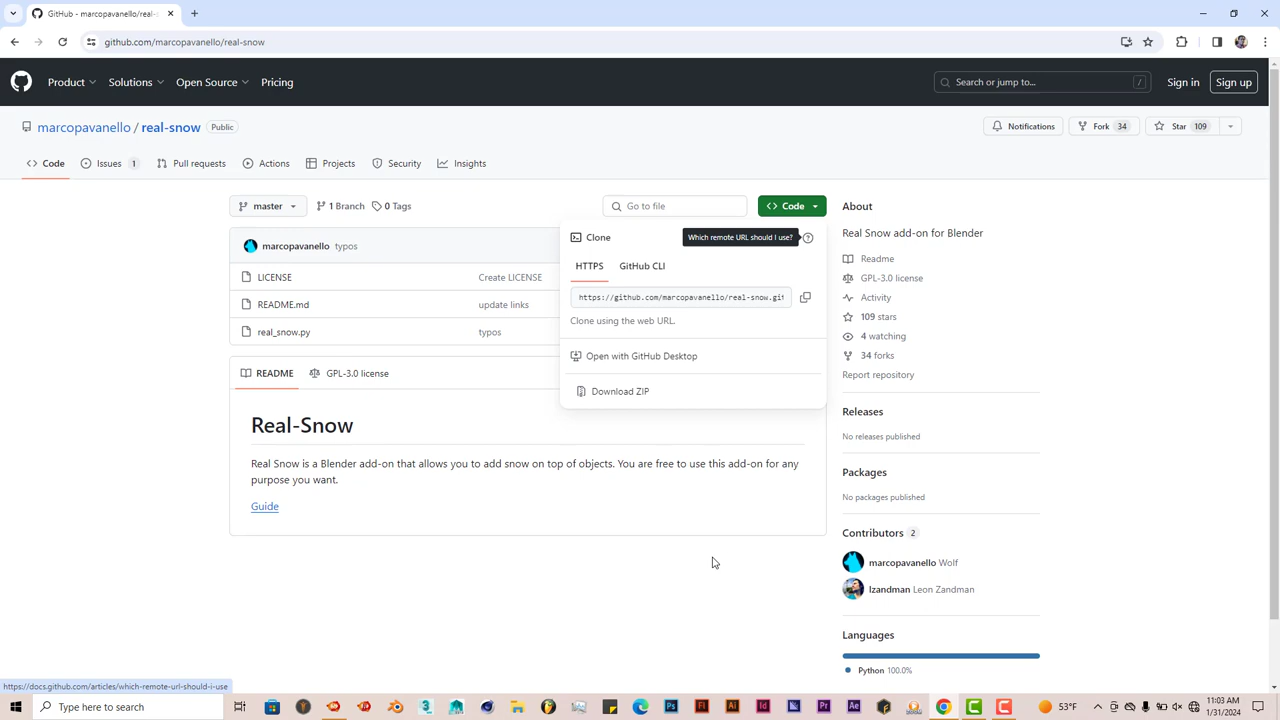 GitHub - marcopavanello/real-s
github.com/marcopavanello/real-snow
Product
Solutions
Open Source
Pricing
Search or jump to...
/
Sign in
Sign up
marcopavanello / real-snow
Public
Notifications
Fork 34
Star 109
Code
Issues 1
Pull requests
Actions
Projects
Security
Insights
master
1 Branch
0 Tags
Go to file
Code
marcopavanello typos
LICENSE
Create LICENSE
README.md
update links
real_snow.py
typos
Clone
Which remote URL should I use?
HTTPS
GitHub CLI
https://github.com/marcopavanello/real-snow.git
Clone using the web URL.
Open with GitHub Desktop
Download ZIP
README
GPL-3.0 license
Real-Snow
Real Snow is a Blender add-on that allows you to add snow on top of objects. You are free to use this add-on for any
purpose you want.
Guide
About
Real Snow add-on for Blender
Readme
GPL-3.0 license
Activity
109 stars
4 watching
34 forks
Report repository
Releases
No releases published
Packages
No packages published
Contributors 2
marcopavanello Wolf
lzandman Leon Zandman
Languages
Python 100.0%
https://docs.github.com/articles/which-remote-url-should-i-use
Type here to search
53°F
11:03 AM
1/31/2024